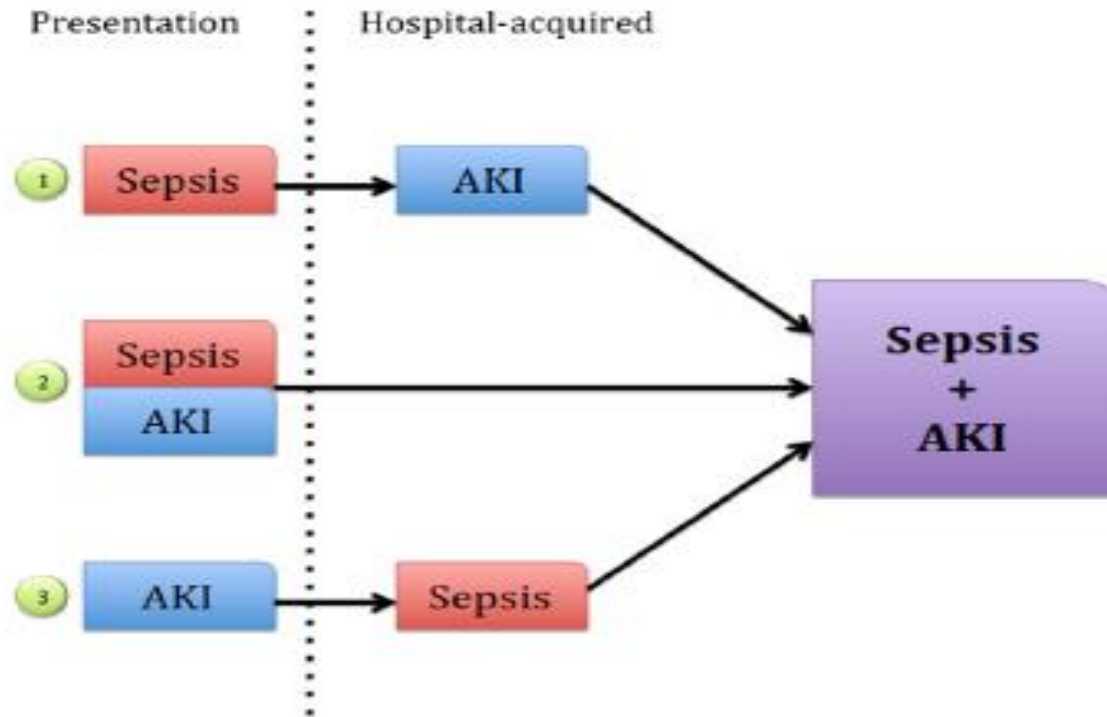 Presentation
Hospital-acquired
1
Sepsis
AKI
2
Sepsis
AKI
Sepsis
+
AKI
3
AKI
Sepsis